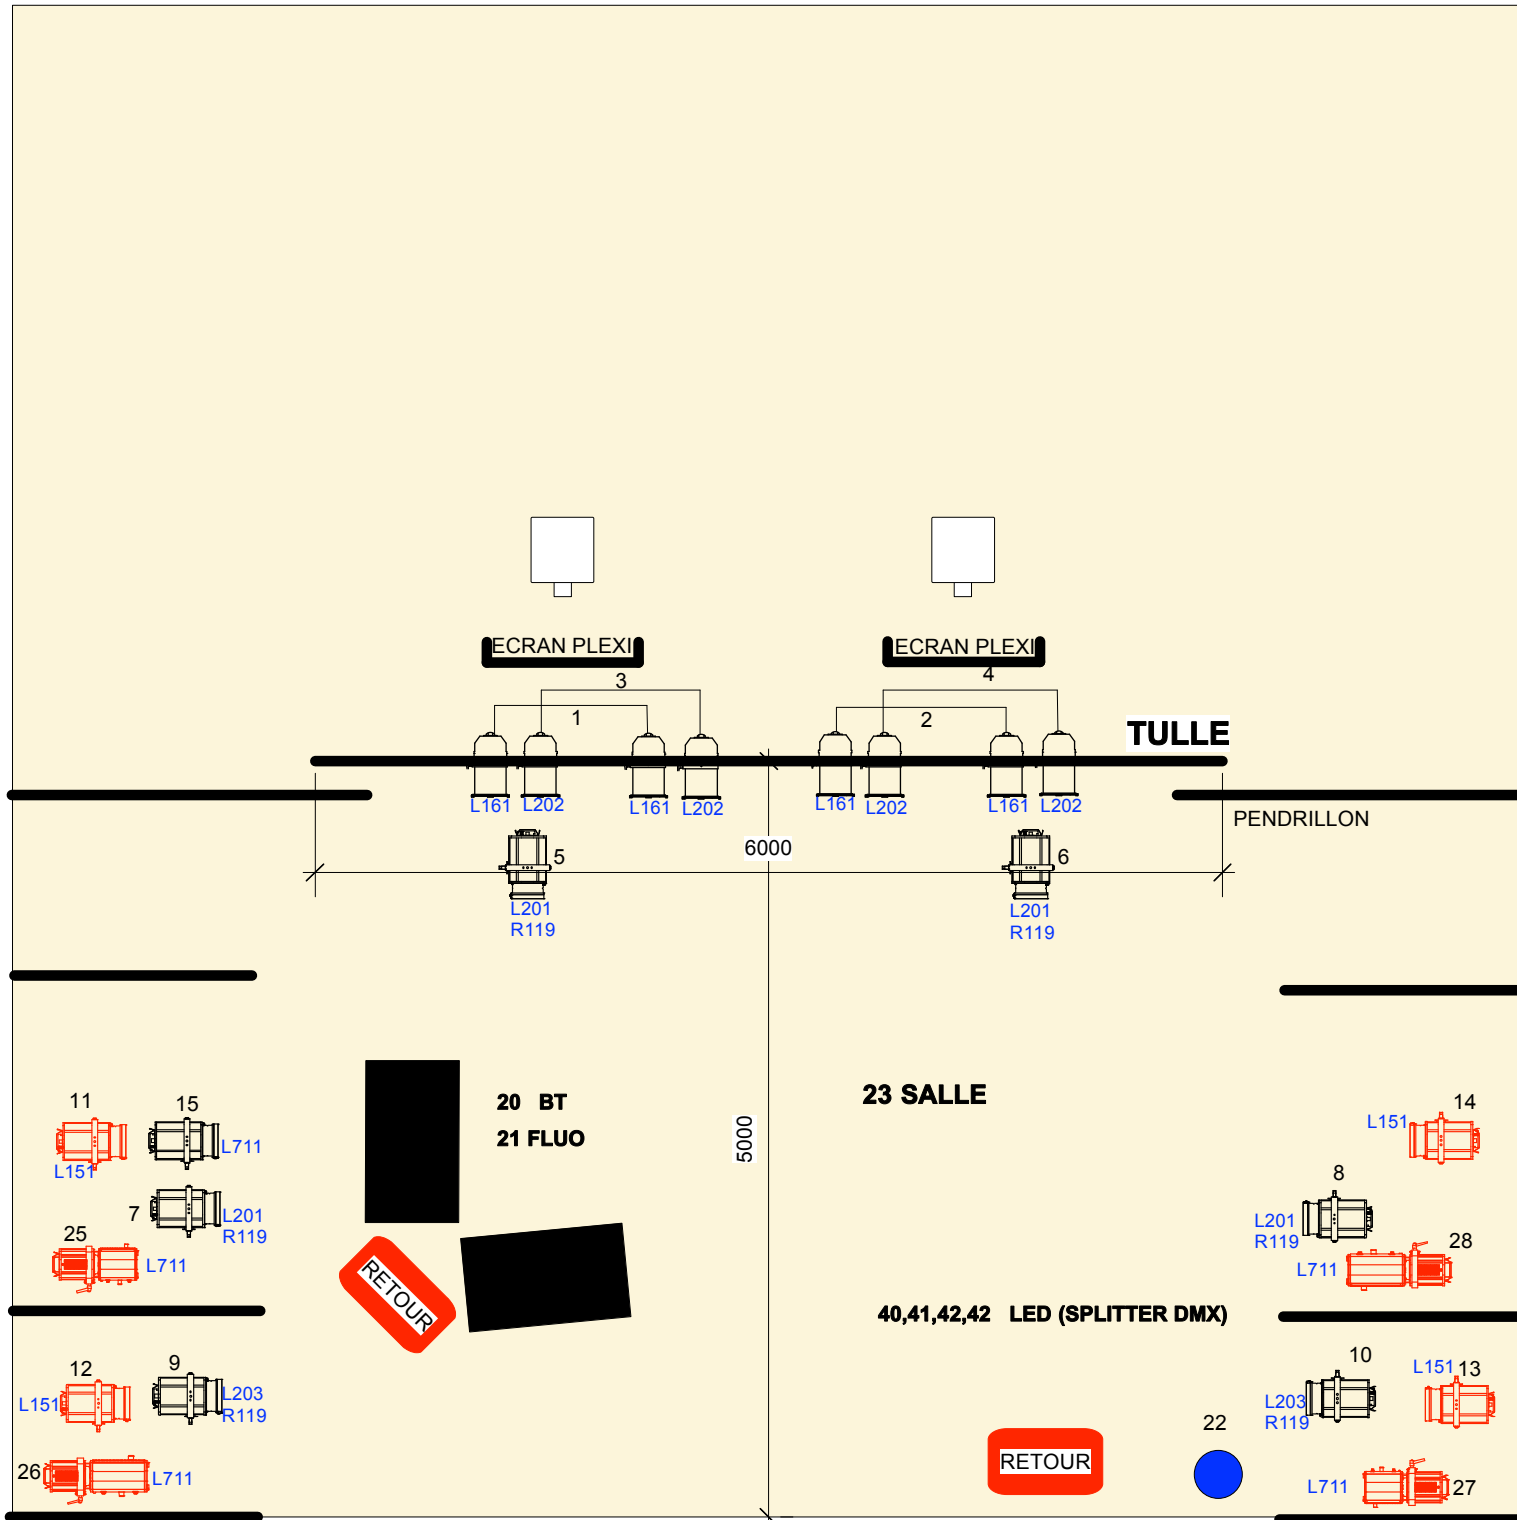 ECRAN PLEXI
ECRAN PLEXI
3
4
1
2
TULLE
L161
L202
L161
L202
L161
L202
L161
L202
PENDRILLON
5
6000
6
L201
R119
L201
R119
20 BT
21 FLUO
23 SALLE
5000
11
15
L151
L711
7
L201
R119
25
L711
14
L151
8
L201
R119
28
L711
RETOUR
40,41,42,42 LED (SPLITTER DMX)
12
9
L151
L203
R119
26
L711
10
L151
13
L203
R119
22
RETOUR
L711
27